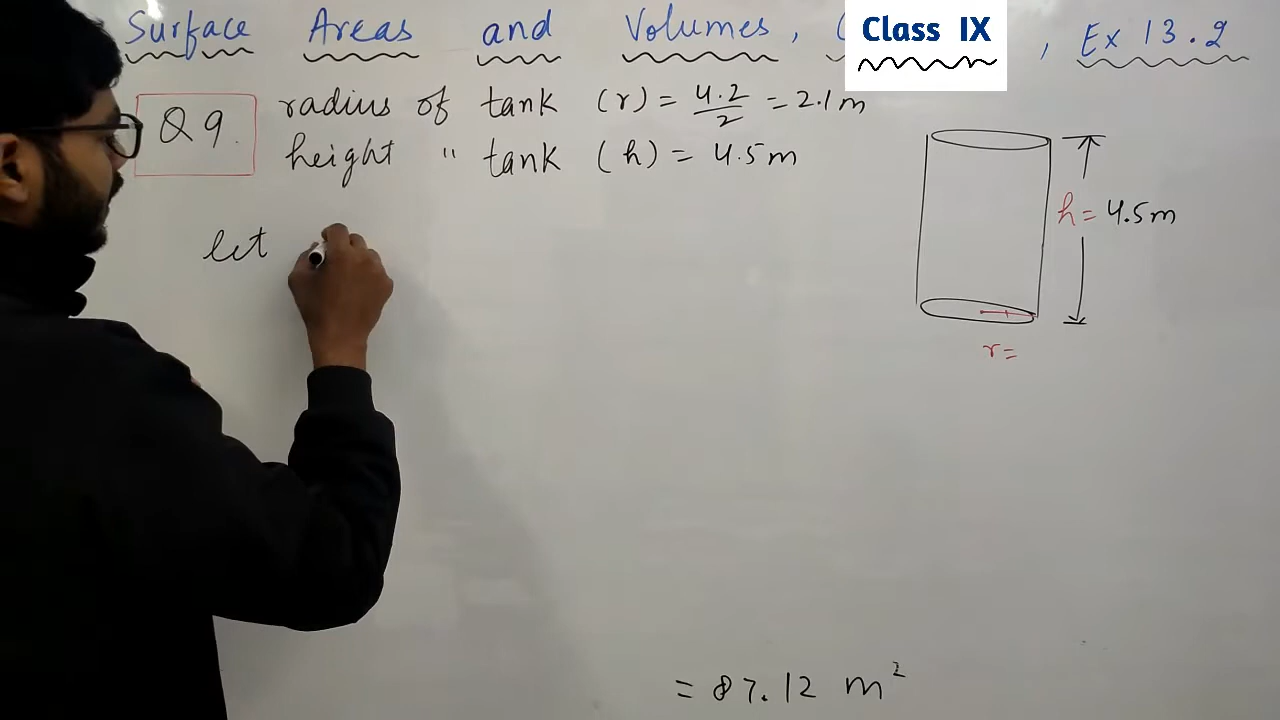 Surface Areas and Volumes, ( Class IX , Ex 13.2
Q 9. radius of tank (r) = 4.2/2 = 2.1 m
height " tank (h) = 4.5 m
h = 4.5 m
let
r =
= 87.12 m²